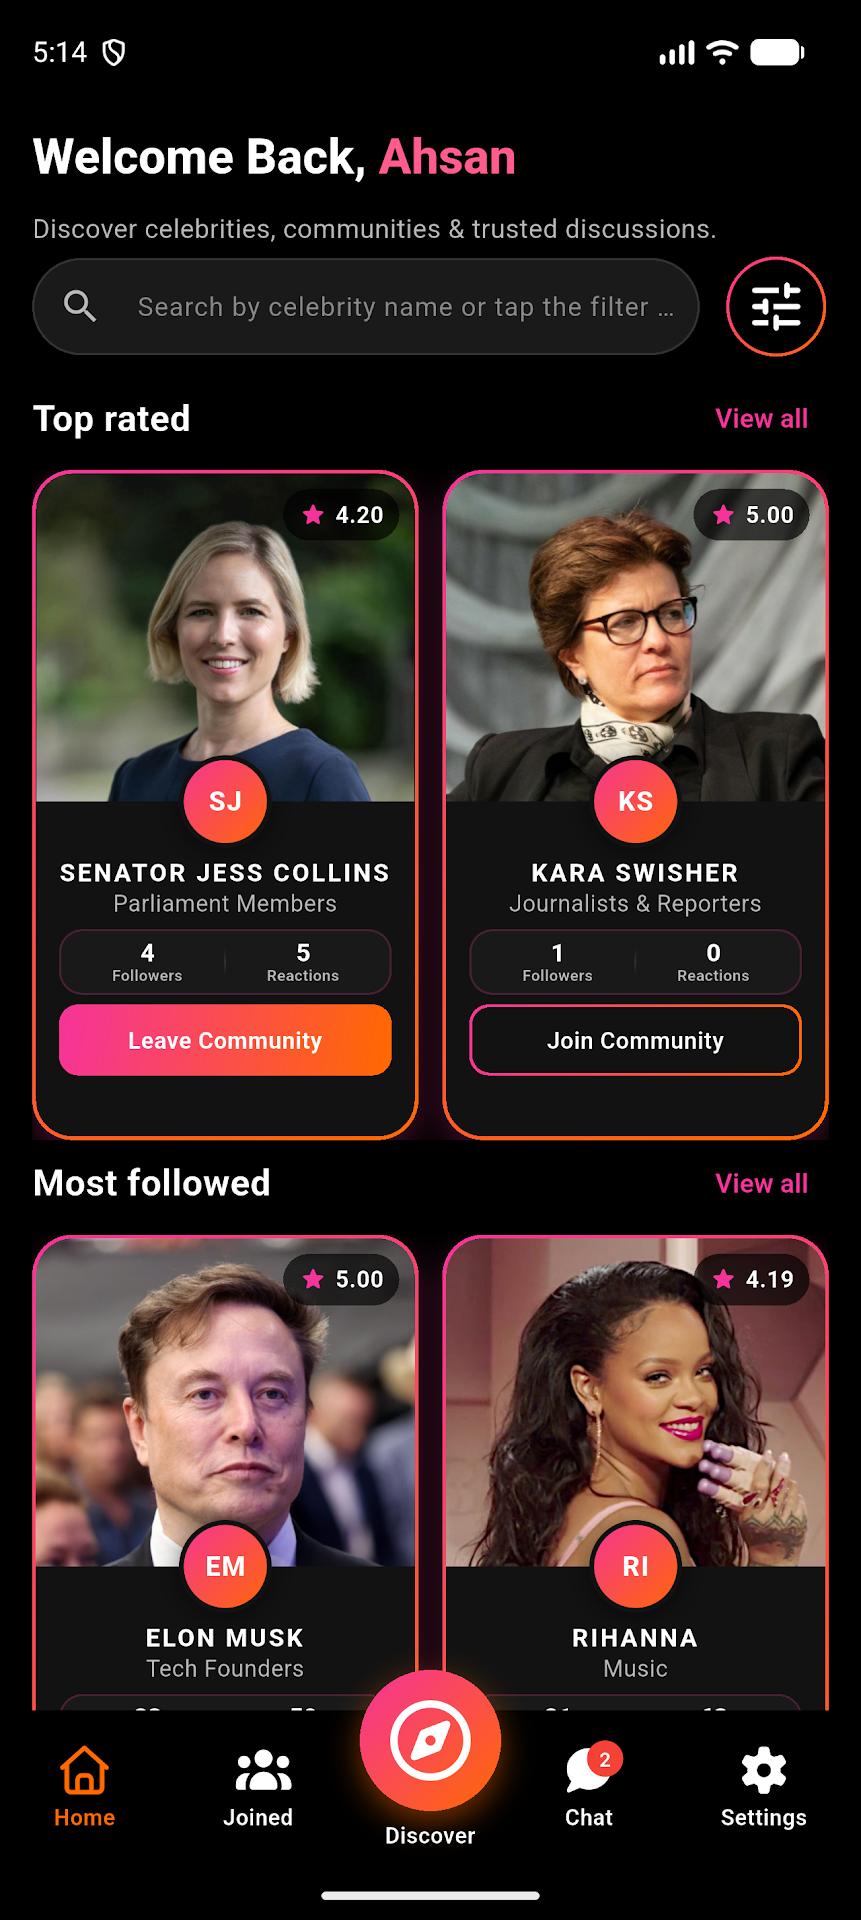 5:14
Welcome Back, Ahsan
Discover celebrities, communities & trusted discussions.
Search by celebrity name or tap the filter ...
Top rated
View all
4.20
5.00
SJ
KS
SENATOR JESS COLLINS
KARA SWISHER
Parliament Members
Journalists & Reporters
4
5
1
0
Followers
Reactions
Followers
Reactions
Leave Community
Join Community
Most followed
View all
5.00
4.19
EM
RI
ELON MUSK
RIHANNA
Tech Founders
Music
2
Home
Joined
Discover
Chat
Settings